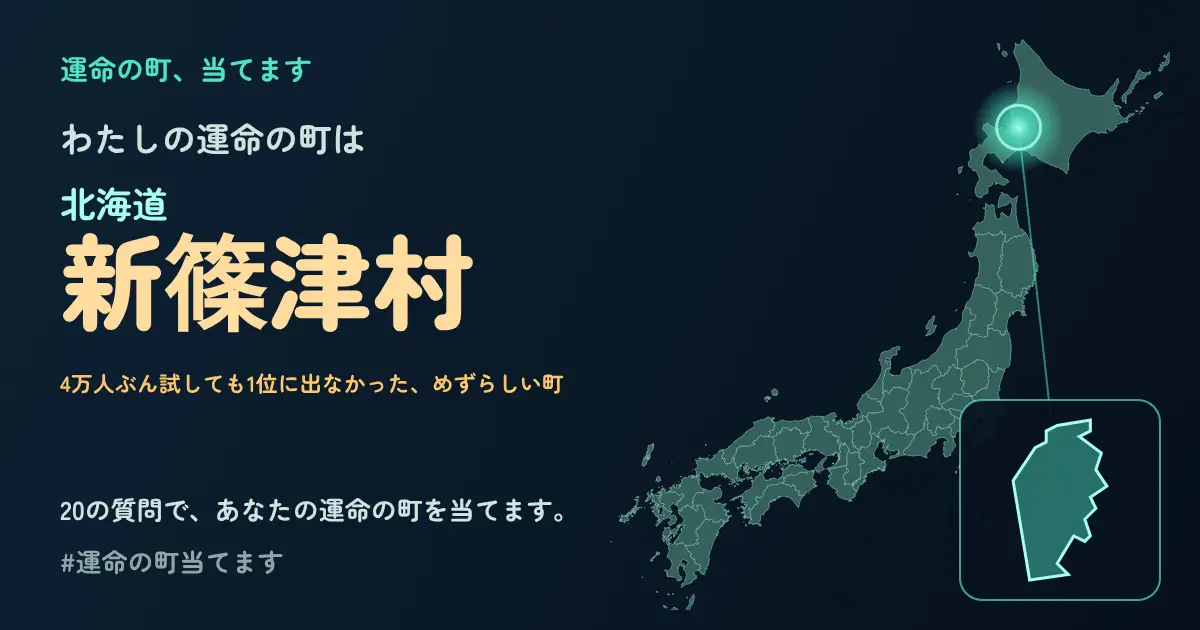 運命の町、当てます
わたしの運命の町は
北海道
新篠津村
4万人ぶん試しても1位に出なかった、めずらしい町
20の質問で、あなたの運命の町を当てます。
#運命の町当てます